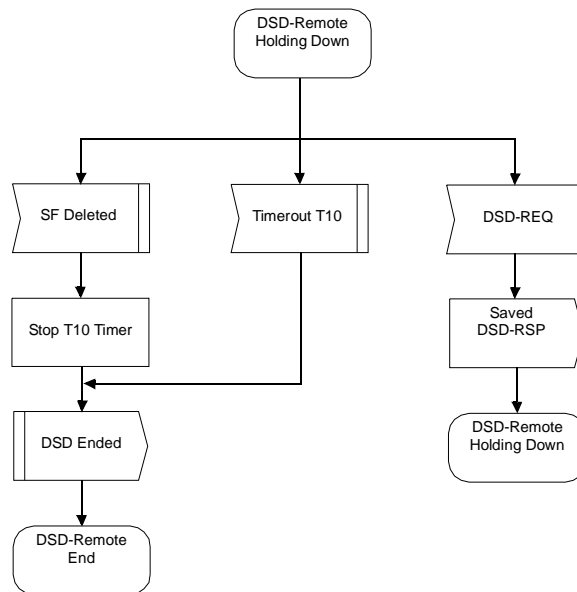 DSD-Remote
Holding Down
SF Deleted
Timerout T10
DSD-REQ
Stop T10 Timer
Saved
DSD-RSP
DSD Ended
DSD-Remote
Holding Down
DSD-Remote
End